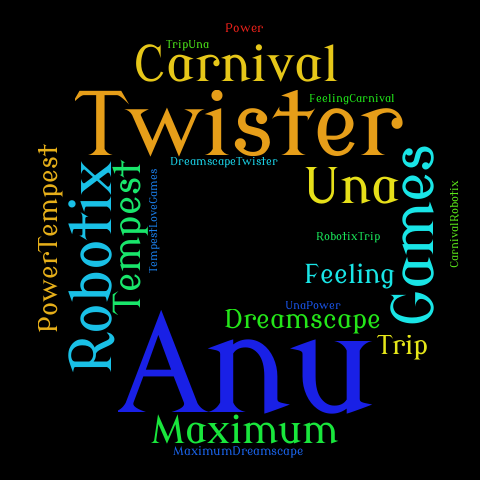 Power
TripUna
Carnival
Twister
FeelingCarnival
DreamscapeTwister
PowerTempest
Robotix
Tempest
TempestLoveGames
Una
Games
CarnivalRobotix
RobotixTrip
Feeling
UnaPower
Dreamscape
Trip
Anu
Maximum
MaximumDreamscape